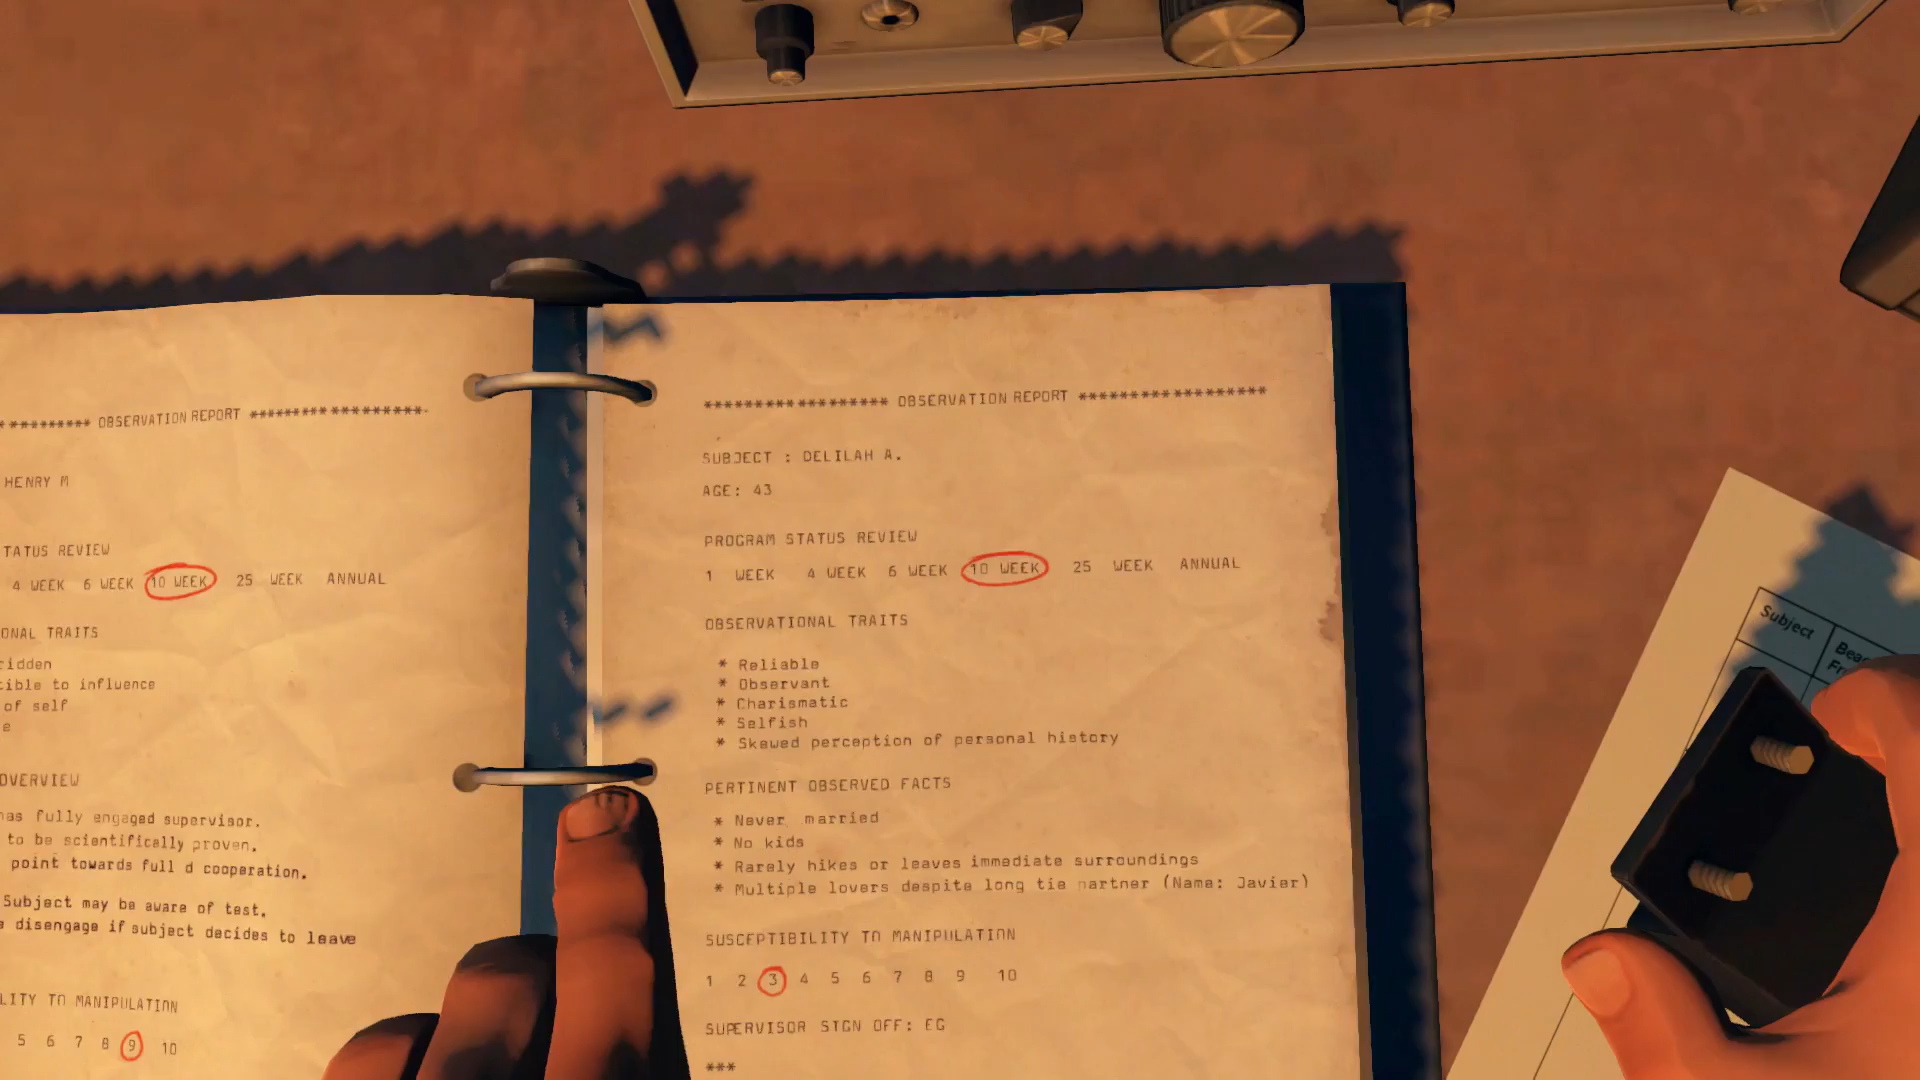 ********* OBSERVATION REPORT *****************
HENRY M
TATUS REVIEW
4 WEEK 6 WEEK 10 WEEK 25 WEEK ANNUAL
ONAL TRAITS
ridden
tible to influence
of self
e
OVERVIEW
has fully engaged supervisor.
to be scientifically proven.
point towards full d cooperation.
Subject may be aware of test.
e disengage if subject decides to leave
LITY TO MANIPULATION
5 6 7 8 9 10
****************** OBSERVATION REPORT ******************
SUBJECT : DELILAH A.
AGE: 43
PROGRAM STATUS REVIEW
1 WEEK 4 WEEK 6 WEEK 10 WEEK 25 WEEK ANNUAL
OBSERVATIONAL TRAITS
* Reliable
* Observant
* Charismatic
* Selfish
* Skewed perception of personal history
PERTINENT OBSERVED FACTS
* Never married
* No kids
* Rarely hikes or leaves immediate surroundings
* Multiple lovers despite long tie partner (Name: Javier)
SUSCEPTIBILITY TO MANIPULATION
1 2 3 4 5 6 7 8 9 10
SUPERVISOR SIGN OFF: EG
***
Subject